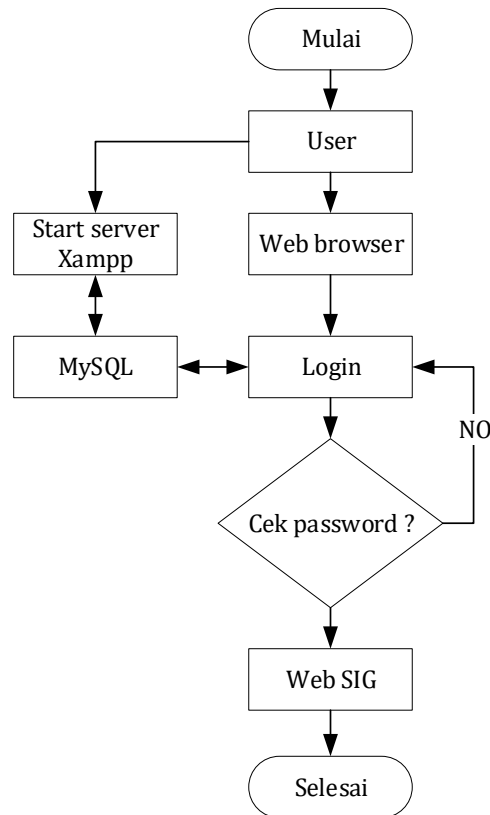 Mulai
User
Start server
Xampp
Web browser
MySQL
Login
NO
Cek password ?
Web SIG
Selesai